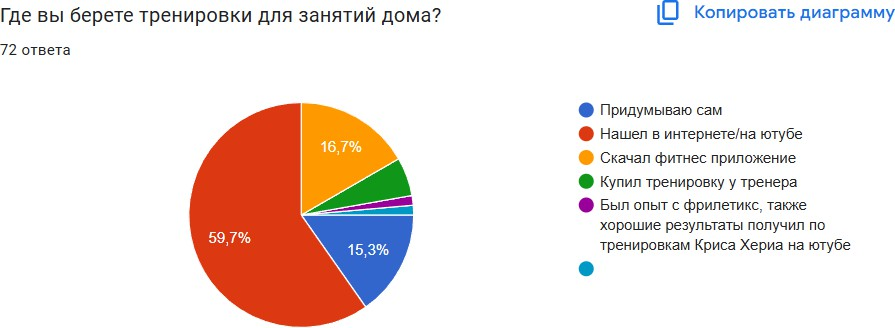 Где вы берете тренировки для занятий дома?
Копировать диаграмму
72 ответа
16,7%
59,7%
15,3%
Придумываю сам
Нашел в интернете/на ютубе
Скачал фитнес приложение
Купил тренировку у тренера
Был опыт с фрилетикс, также
хорошие результаты получил по
тренировкам Криса Хериа на ютубе